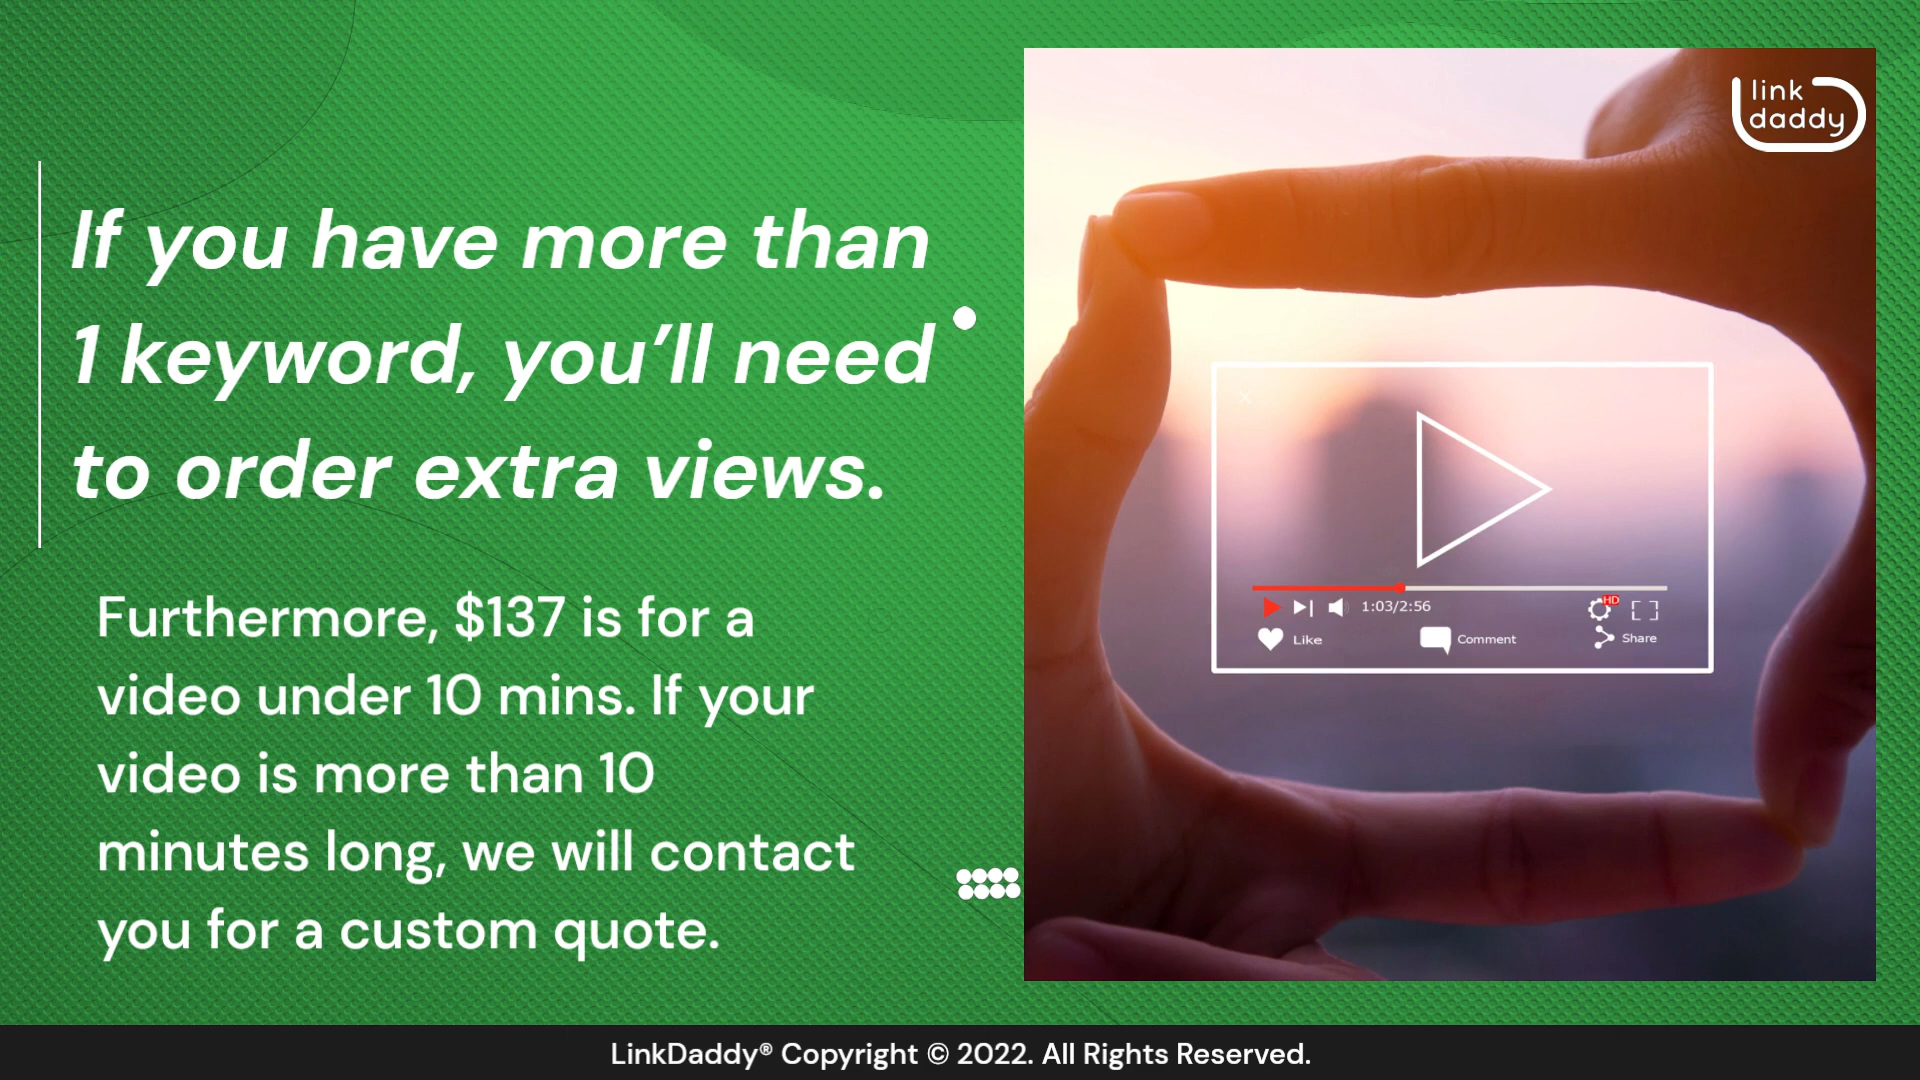 If you have more than
1 keyword, you’ll need
to order extra views.
Furthermore, $137 is for a
video under 10 mins. If your
video is more than 10
minutes long, we will contact
you for a custom quote.
link
daddy
1:03/2:56
HD
Like
Comment
Share
LinkDaddy® Copyright © 2022. All Rights Reserved.